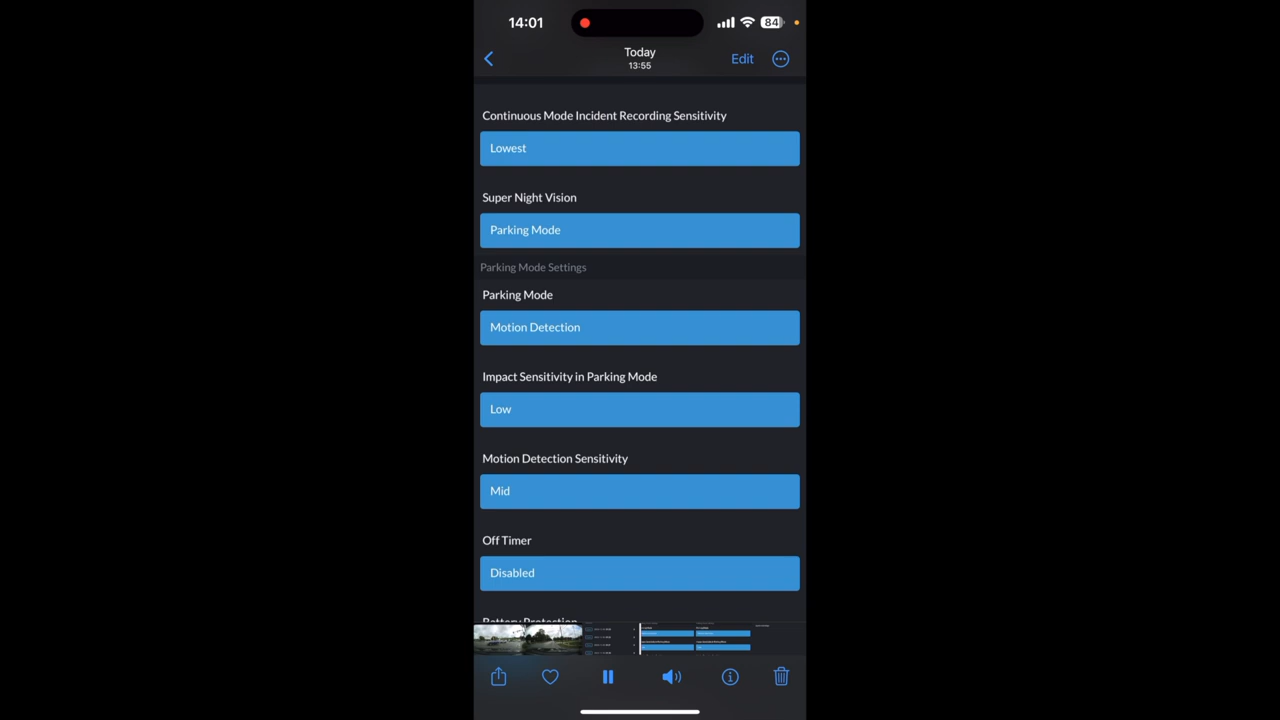 14:01
84
Today
13:55
Edit
Continuous Mode Incident Recording Sensitivity
Lowest
Super Night Vision
Parking Mode
Parking Mode Settings
Parking Mode
Motion Detection
Impact Sensitivity in Parking Mode
Low
Motion Detection Sensitivity
Mid
Off Timer
Disabled
Battery Protection